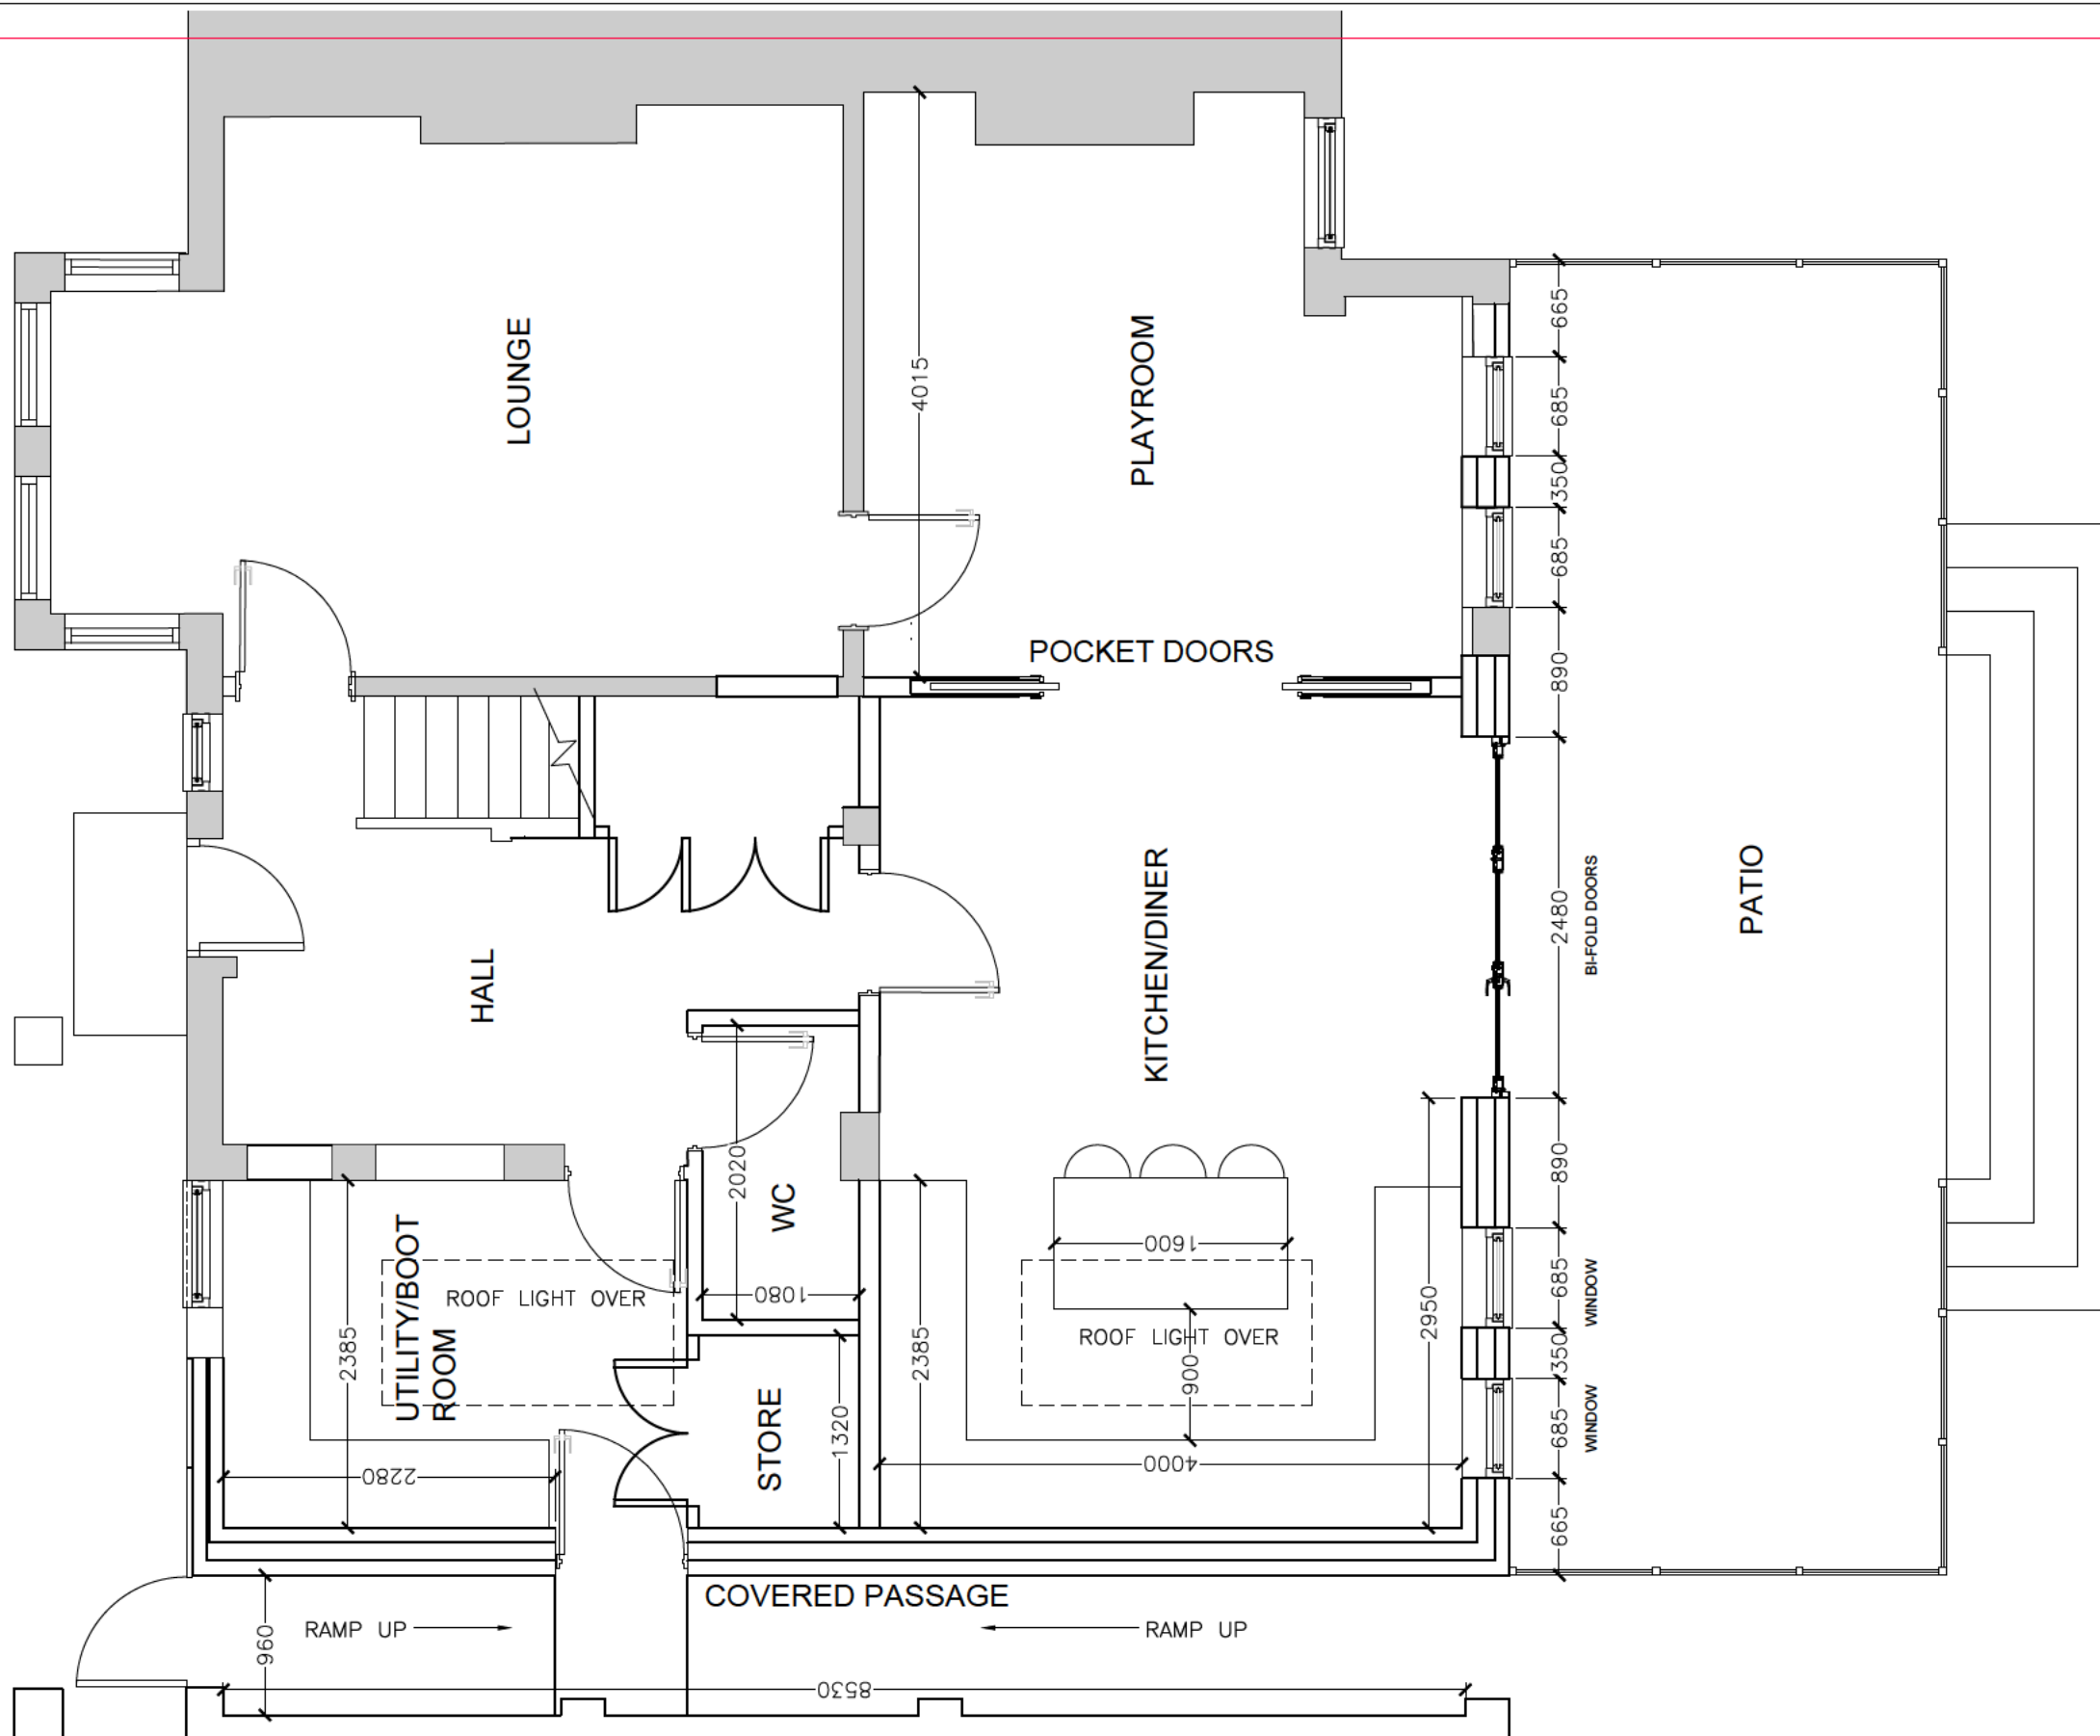 LOUNGE
4015
PLAYROOM
POCKET DOORS
665
685
350
685
890
2480
BI-FOLD DOORS
PATIO
HALL
KITCHEN/DINER
2020
WC
1080
1600
890
685
WINDOW
350
685
WINDOW
665
UTILITY/BOOT
ROOM
ROOF LIGHT OVER
2385
2280
STORE
1320
2385
ROOF LIGHT OVER
900
2950
4000
COVERED PASSAGE
RAMP UP
RAMP UP
960
8530